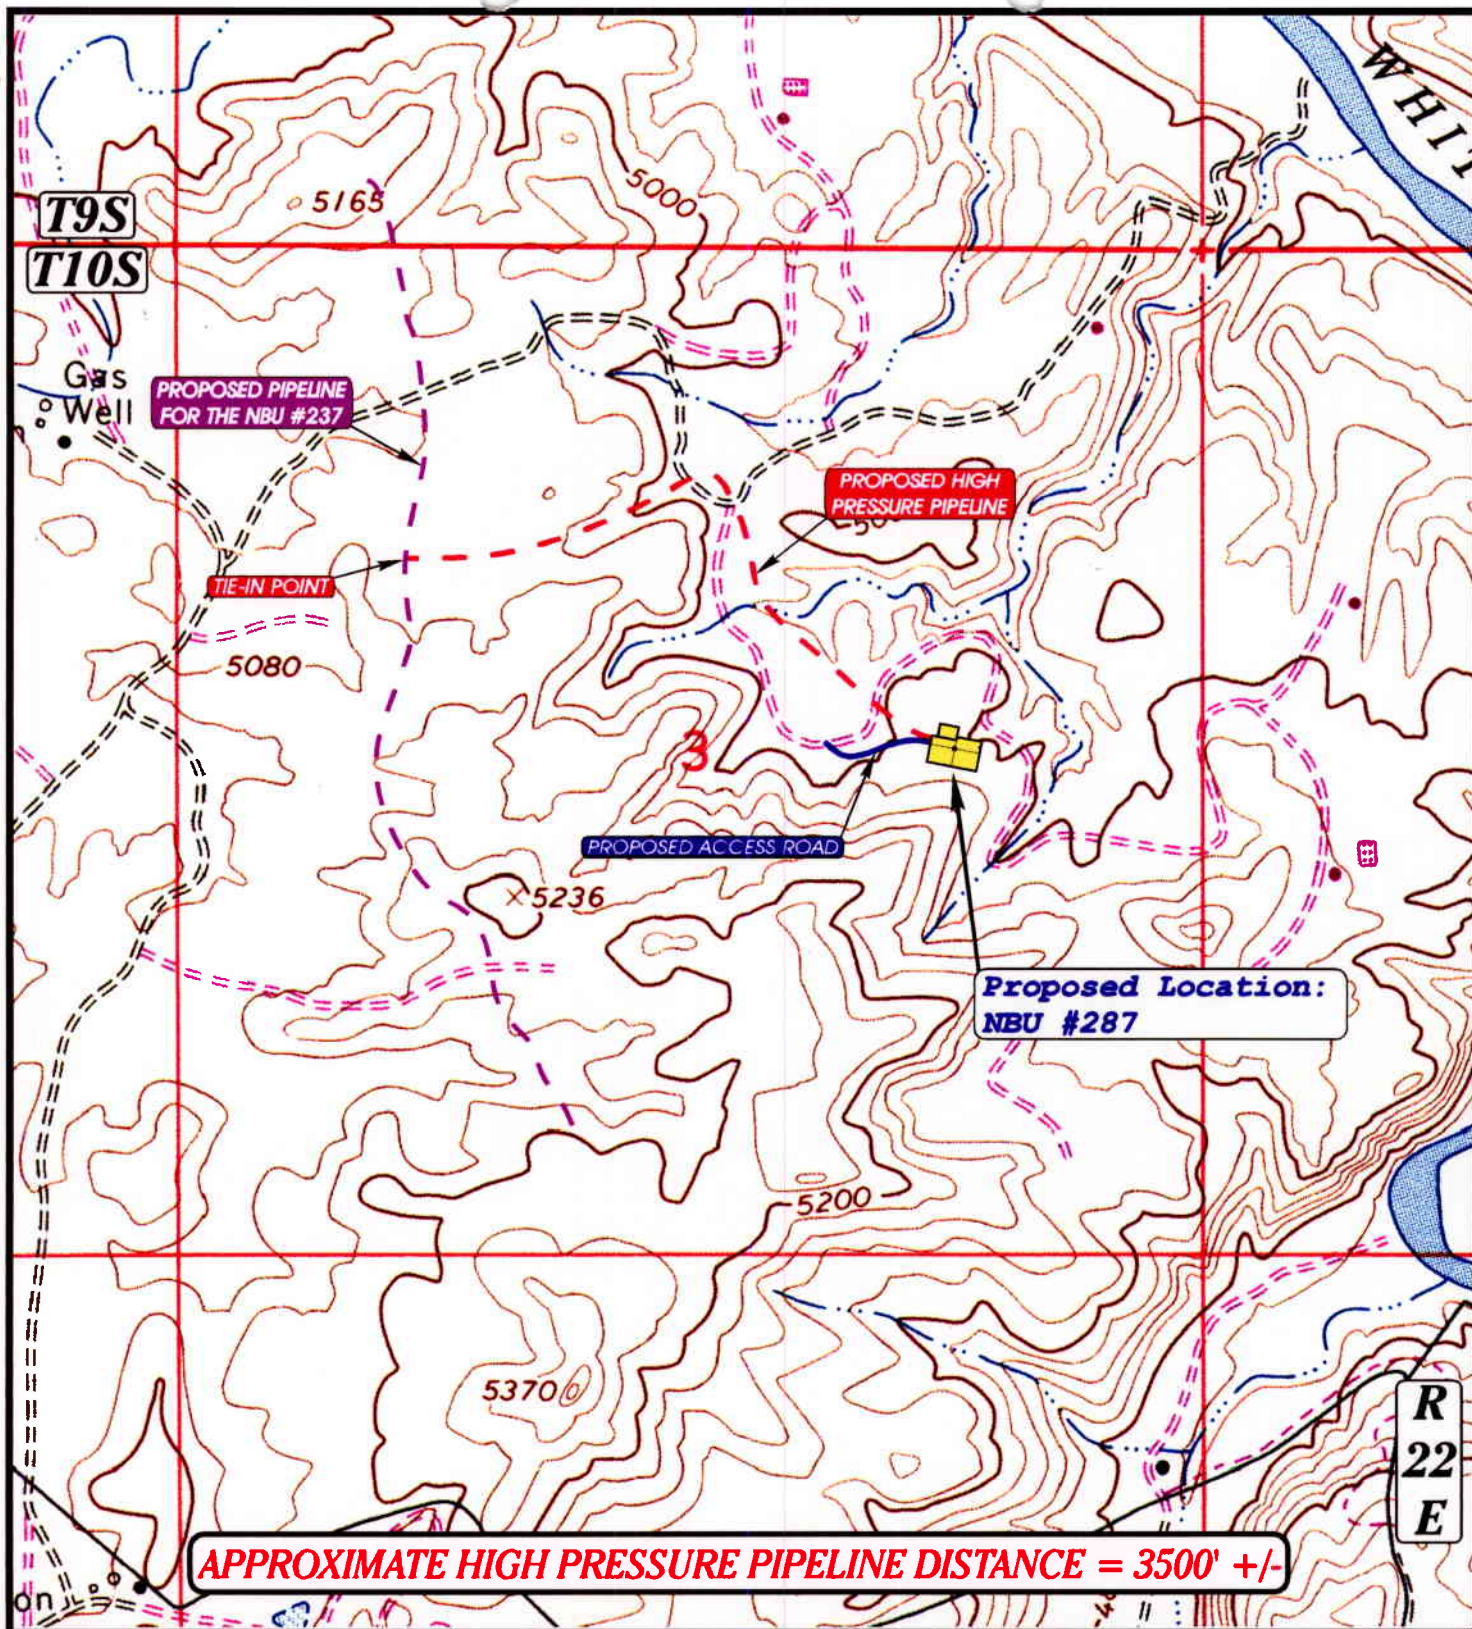 WHIT
5165
5000
T9S
T10S
Gas
Well
PROPOSED PIPELINE
FOR THE NBU #237
PROPOSED HIGH
PRESSURE PIPELINE
TIE-IN POINT
5080
3
PROPOSED ACCESS ROAD
5236
Proposed Location:
NBU #287
5200
5370
R
22
E
APPROXIMATE HIGH PRESSURE PIPELINE DISTANCE = 3500' +/-
on